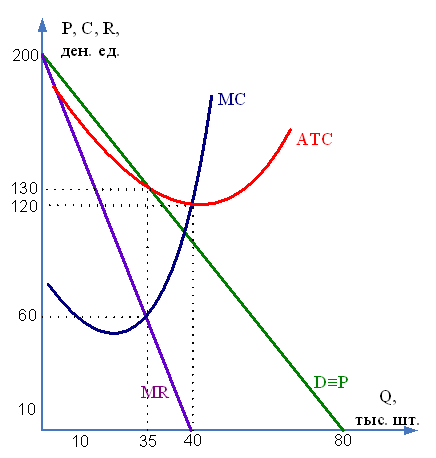 P, C, R,
ден. ед.
200
MC
ATC
130
120
60
MR
D≡P
Q,
тыс. шт.
10
10
35
40
80